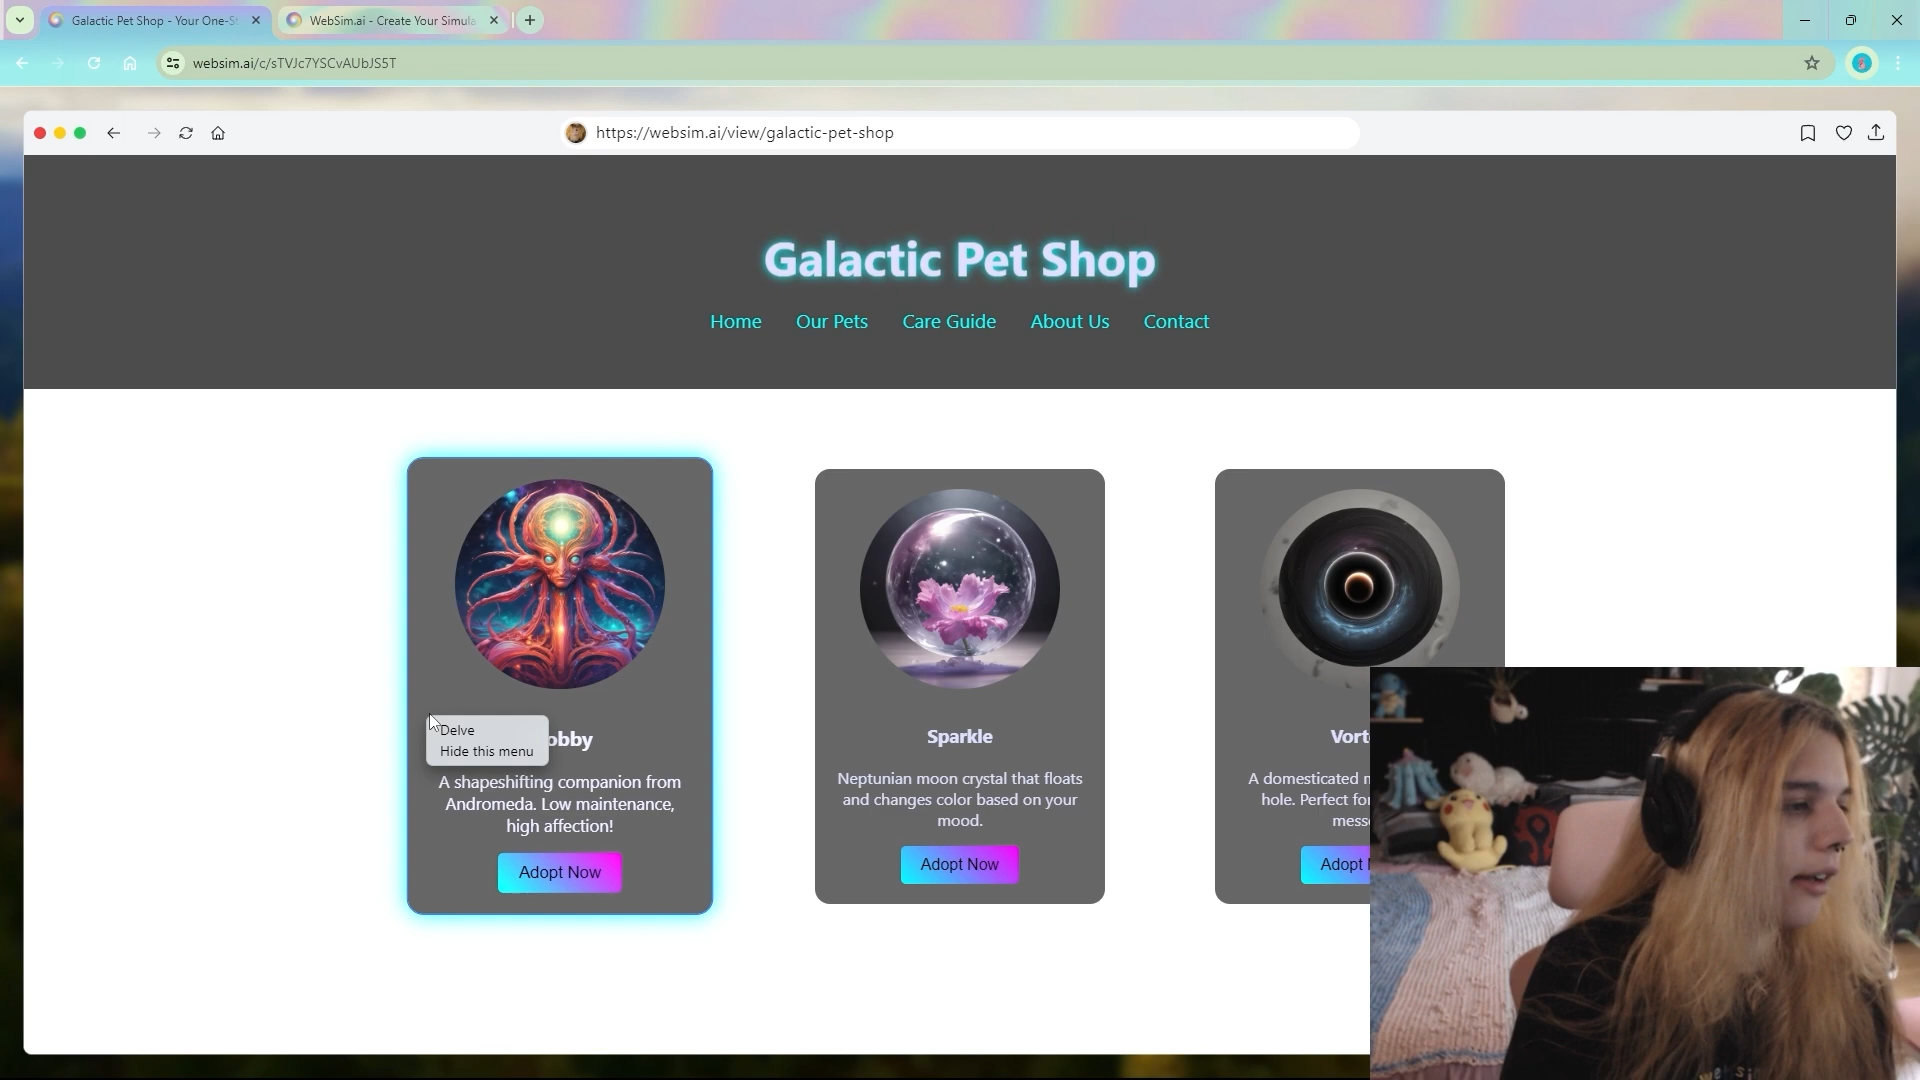 Galactic Pet Shop - Your One-S
WebSim.ai - Create Your Simula
websim.ai/c/sTVJc7YSCvAUbJS5T
https://websim.ai/view/galactic-pet-shop
Galactic Pet Shop
Home Our Pets Care Guide About Us Contact
Delve
Hide this menu
obby
A shapeshifting companion from
Andromeda. Low maintenance,
high affection!
Adopt Now
Sparkle
Neptunian moon crystal that floats
and changes color based on your
mood.
Adopt Now
Vort
A domesticated
hole. Perfect for
mess
Adopt